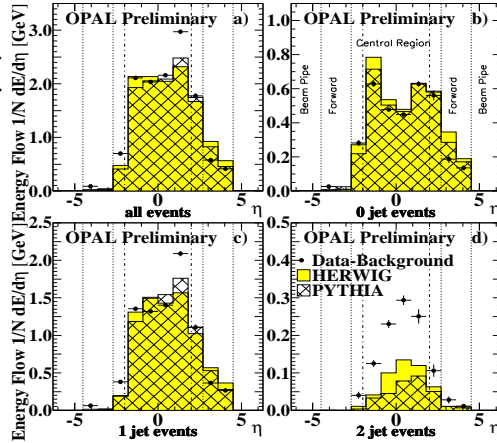 OPAL Preliminary a)
Energy Flow 1/N dE/dη [GeV]
3.0
2.0
1.0
0.0
-5 0 5
all events η
OPAL Preliminary b)
Central Region
Beam Pipe
Forward
Forward
Beam Pipe
1.0
0.8
0.6
0.4
0.2
0.0
-5 0 5
0 jet events η
OPAL Preliminary c)
Energy Flow 1/N dE/dη [GeV]
2.5
2.0
1.5
1.0
0.5
0.0
-5 0 5
1 jet events η
OPAL Preliminary d)
Data-Background
HERWIG
PYTHIA
0.5
0.4
0.3
0.2
0.1
0.0
-5 0 5
2 jet events η